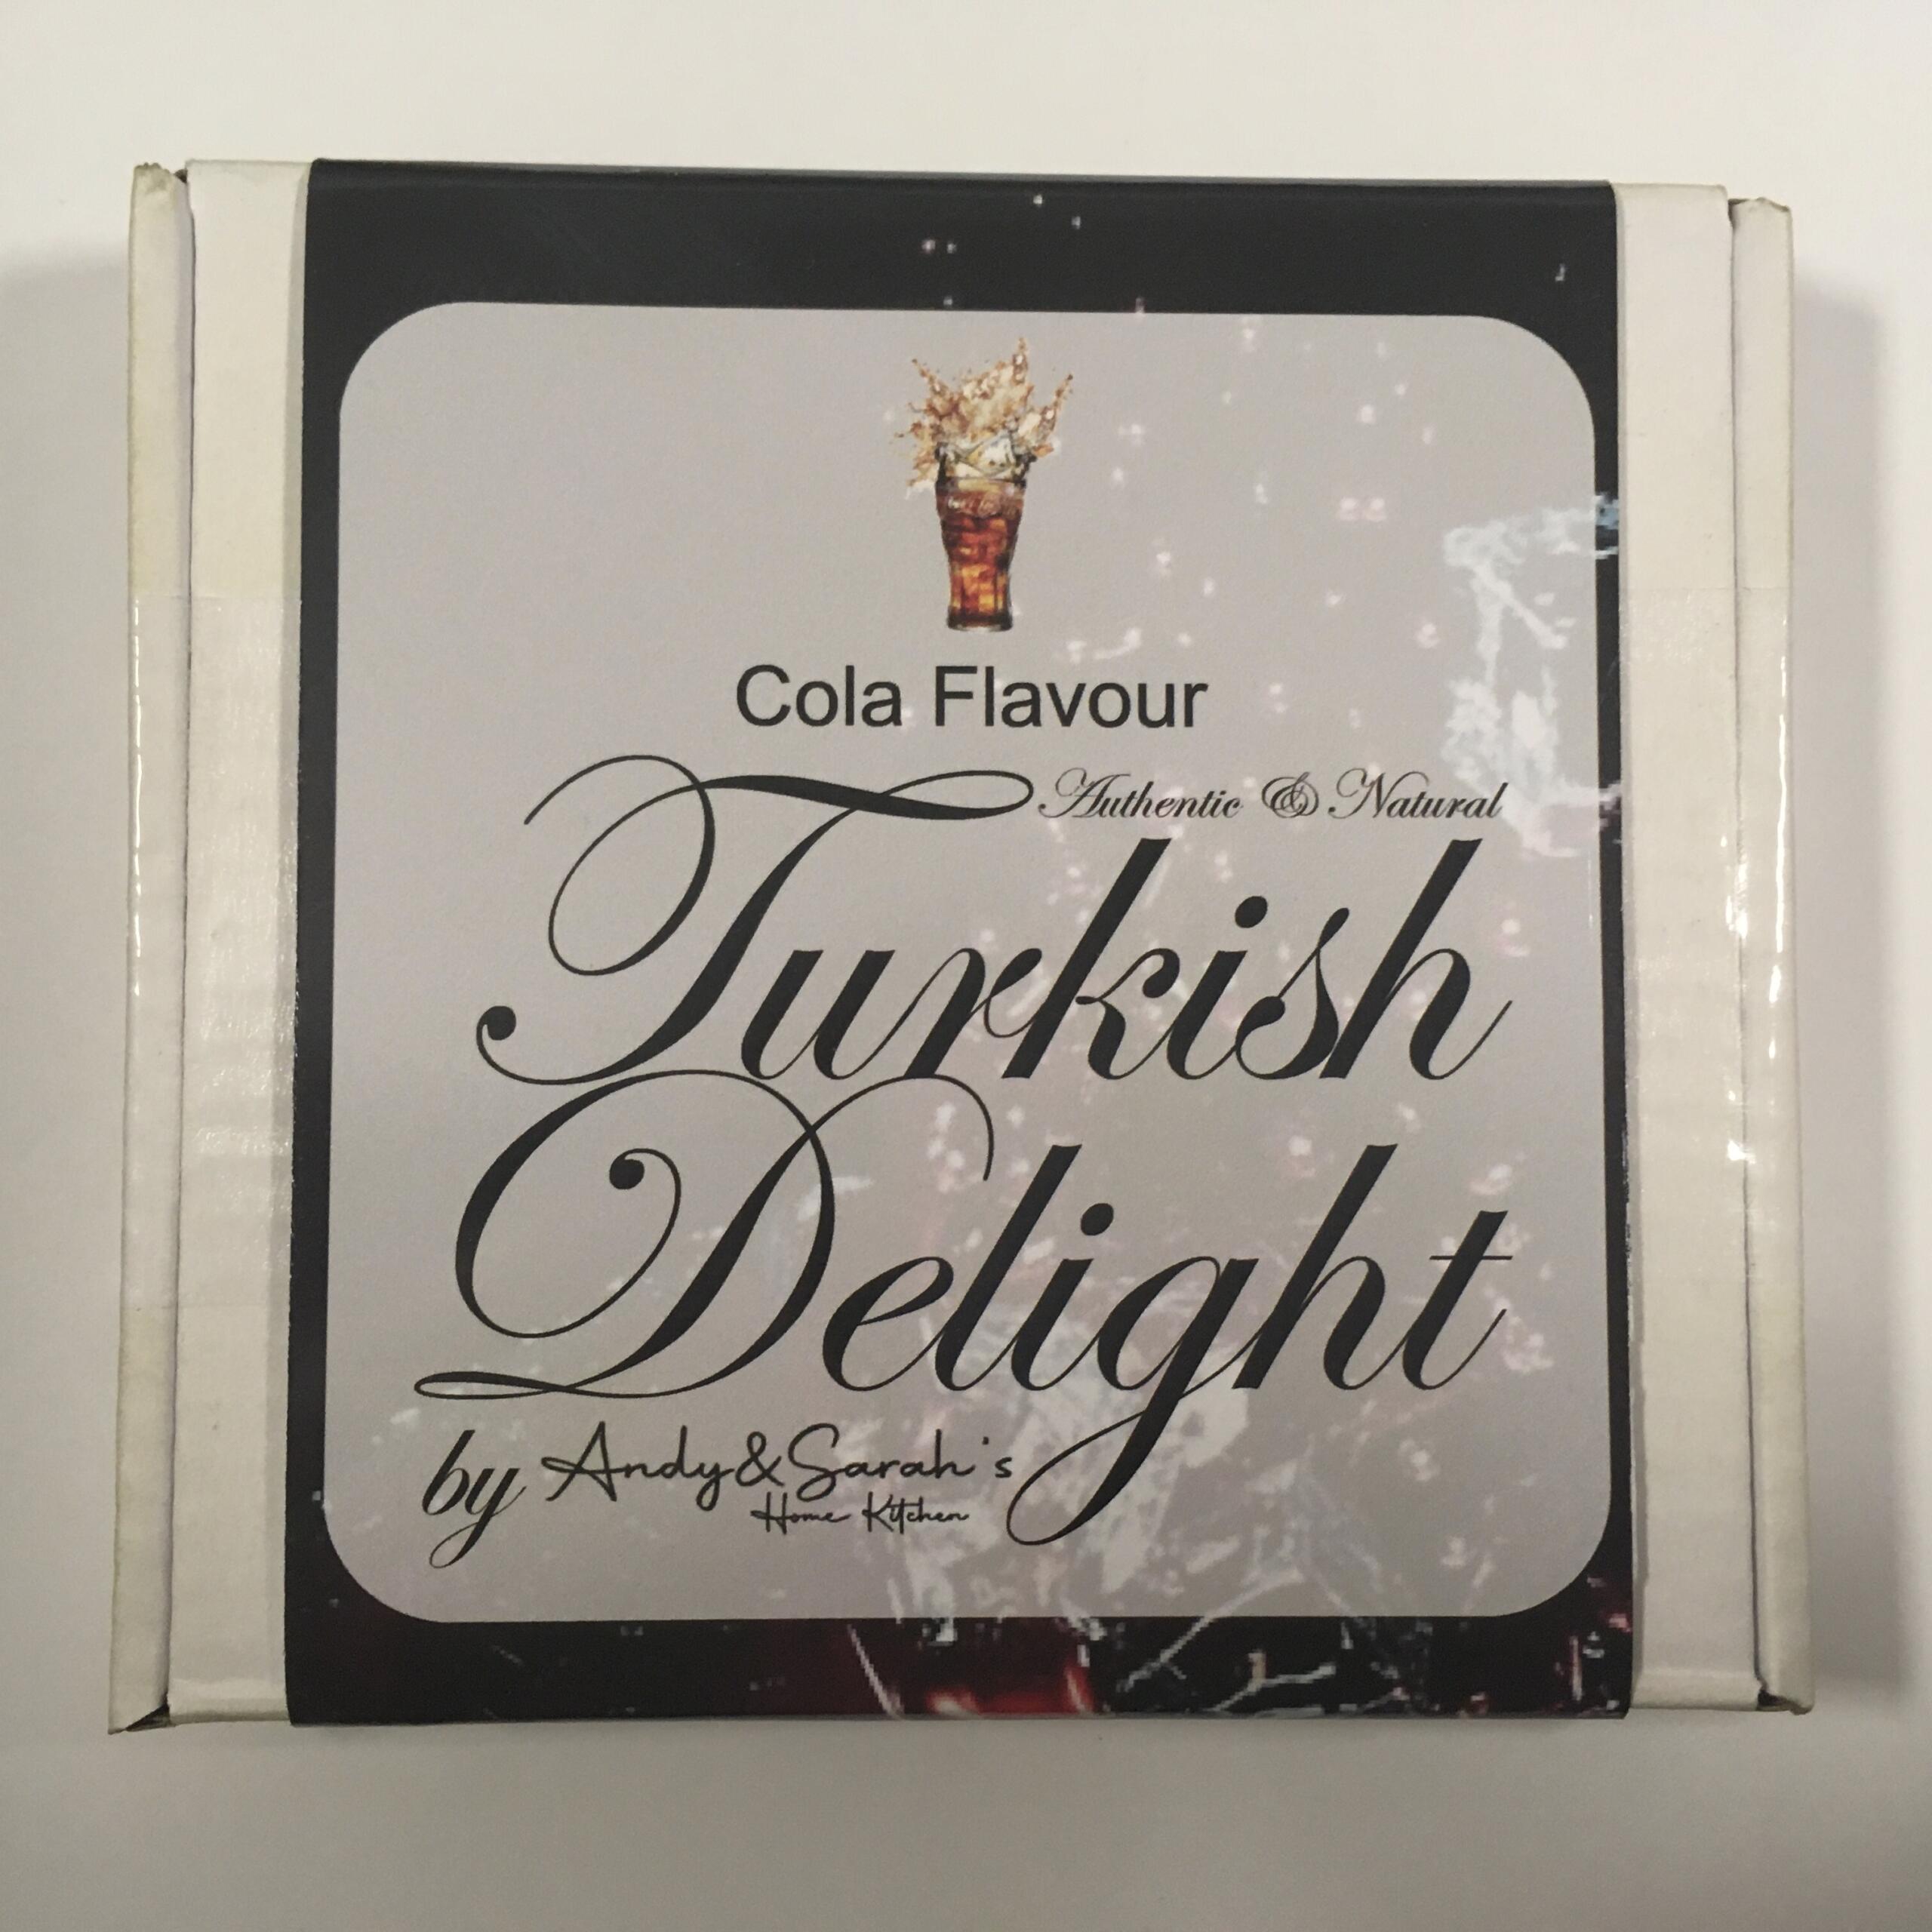 Cola Flavour
Authentic & Natural
Turkish
Delight
by Andy&Sarah's
Home Kitchen